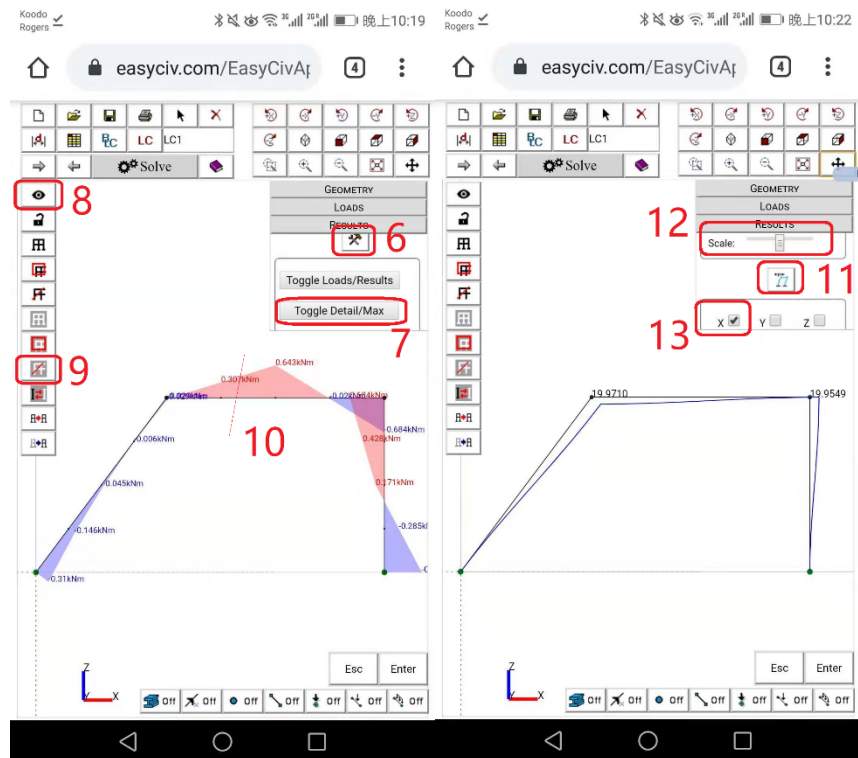 Koodo
Rogers
3G 2G R 晚上10:19
easyciv.com/EasyCivAp
4
LC LC1
Solve
8
GEOMETRY
LOADS
RESULTS
6
Toggle Loads/Results
Toggle Detail/Max
7
9
0.643kNm
0.307kNm
-0.684kNm
0.428kNm
10
-0.006kNm
-0.045kNm
0.171kNm
-0.146kNm
-0.31kNm
Esc Enter
Z
X
Off Off Off Off Off Off Off
Koodo
Rogers
3G 2G R 晚上10:22
easyciv.com/EasyCivAp
4
LC LC1
Solve
GEOMETRY
LOADS
RESULTS
12
Scale:
11
13
X Y Z
19.9710
19.9549
Esc Enter
Z
X
Off Off Off Off Off Off Off